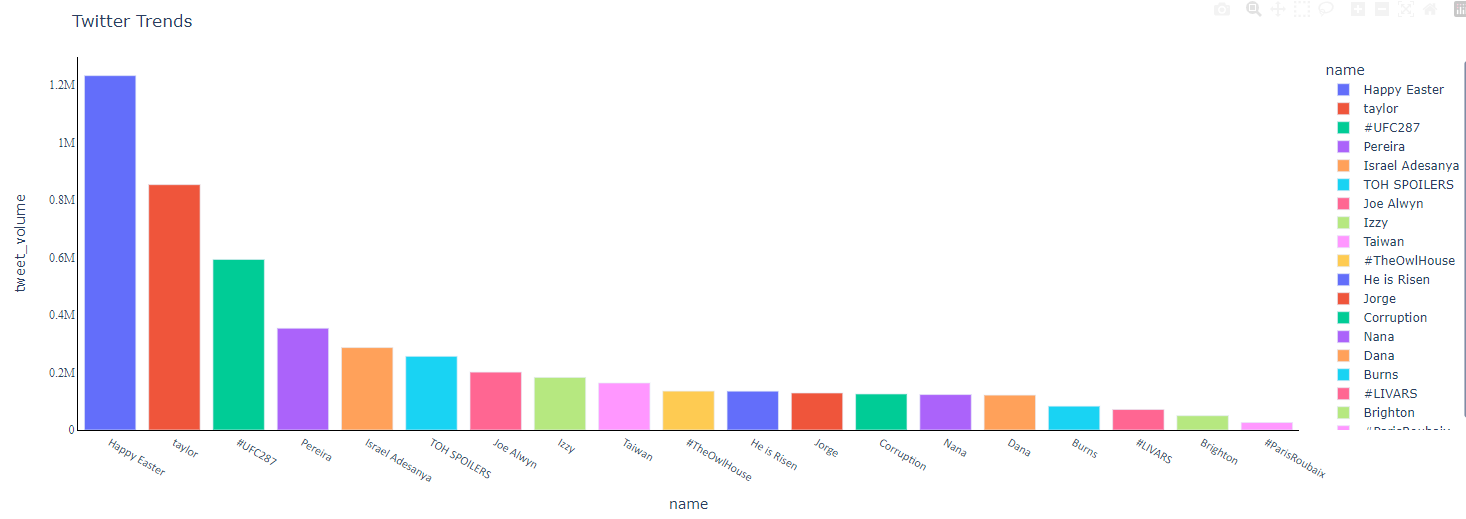 Twitter Trends
tweet_volume
1.2M
1M
0.8M
0.6M
0.4M
0.2M
0
Happy Easter
taylor
#UFC287
Pereira
Israel Adesanya
TOH SPOILERS
Joe Alwyn
Izzy
Taiwan
#TheOwlHouse
He is Risen
Jorge
Corruption
Nana
Dana
Burns
#LIVARS
Brighton
#ParisRoubaix
name
name
Happy Easter
taylor
#UFC287
Pereira
Israel Adesanya
TOH SPOILERS
Joe Alwyn
Izzy
Taiwan
#TheOwlHouse
He is Risen
Jorge
Corruption
Nana
Dana
Burns
#LIVARS
Brighton
#ParisRoubaix